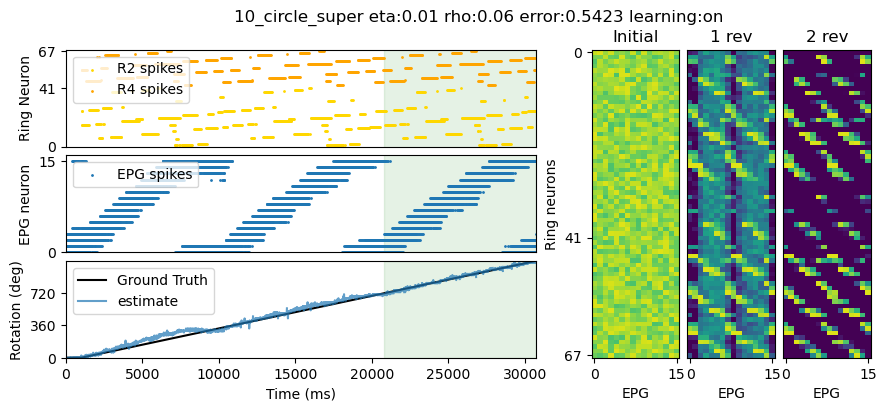 10_circle_super eta:0.01 rho:0.06 error:0.5423 learning:on
Ring Neuron
67
41
0
R2 spikes
R4 spikes
EPG neuron
15
0
EPG spikes
Rotation (deg)
720
360
0
Ground Truth
estimate
0 5000 10000 15000 20000 25000 30000
Time (ms)
Initial 1 rev 2 rev
Ring neurons
0
41
67
0 15 0 15 0 15
EPG EPG EPG